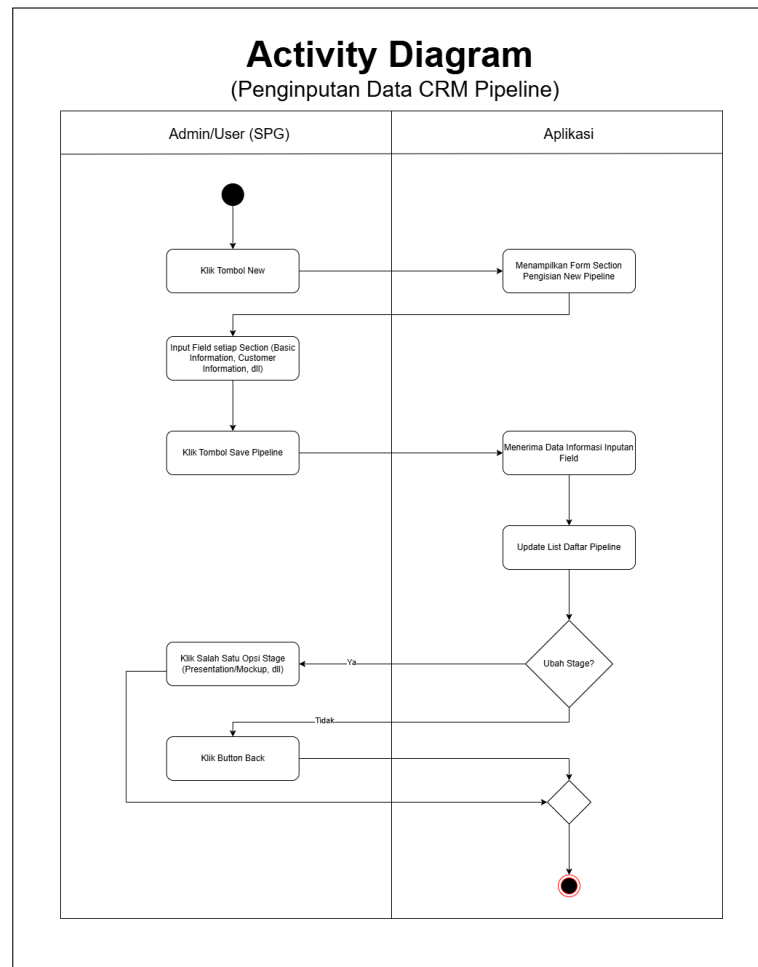 Activity Diagram
(Penginputan Data CRM Pipeline)
Admin/User (SPG)
Aplikasi
Klik Tombol New
Menampilkan Form Section
Pengisian New Pipeline
Input Field setiap Section (Basic
Information, Customer
Information, dll)
Klik Tombol Save Pipeline
Menerima Data Informasi Inputan
Field
Update List Daftar Pipeline
Ubah Stage?
Ya
Klik Salah Satu Opsi Stage
(Presentation/Mockup, dll)
Tidak
Klik Button Back